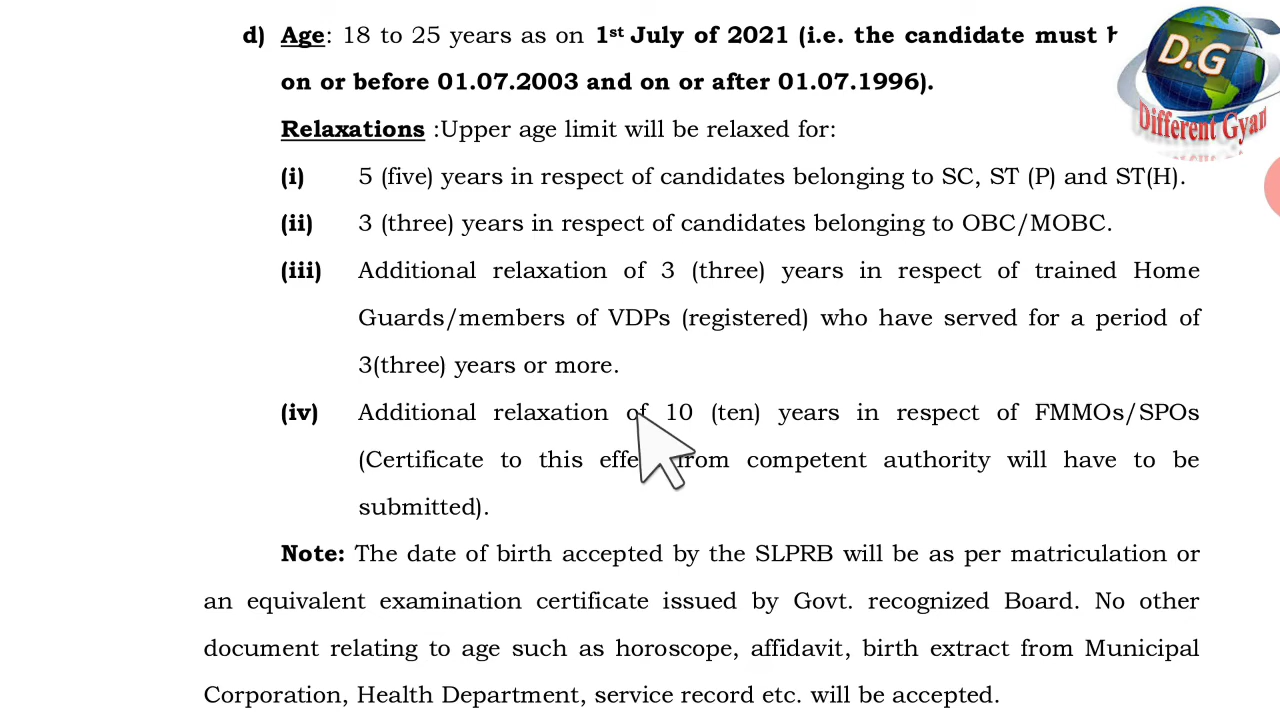 d) Age: 18 to 25 years as on 1st July of 2021 (i.e. the candidate must
on or before 01.07.2003 and on or after 01.07.1996).
Relaxations :Upper age limit will be relaxed for:
(i) 5 (five) years in respect of candidates belonging to SC, ST (P) and ST(H).
(ii) 3 (three) years in respect of candidates belonging to OBC/MOBC.
(iii) Additional relaxation of 3 (three) years in respect of trained Home
Guards/members of VDPs (registered) who have served for a period of
3(three) years or more.
(iv) Additional relaxation of 10 (ten) years in respect of FMMOs/SPOs
(Certificate to this from competent authority will have to be
submitted).
Note: The date of birth accepted by the SLPRB will be as per matriculation or
an equivalent examination certificate issued by Govt. recognized Board. No other
document relating to age such as horoscope, affidavit, birth extract from Municipal
Corporation, Health Department, service record etc. will be accepted.
D.G
Different Gyan